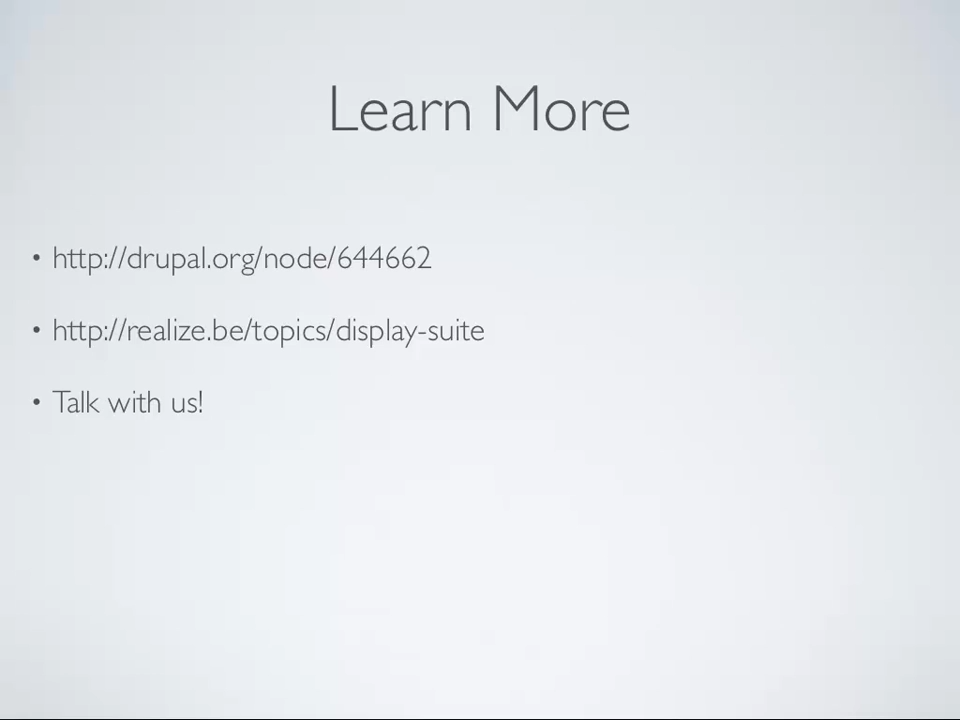 Learn More
• http://drupal.org/node/644662
• http://realize.be/topics/display-suite
• Talk with us!